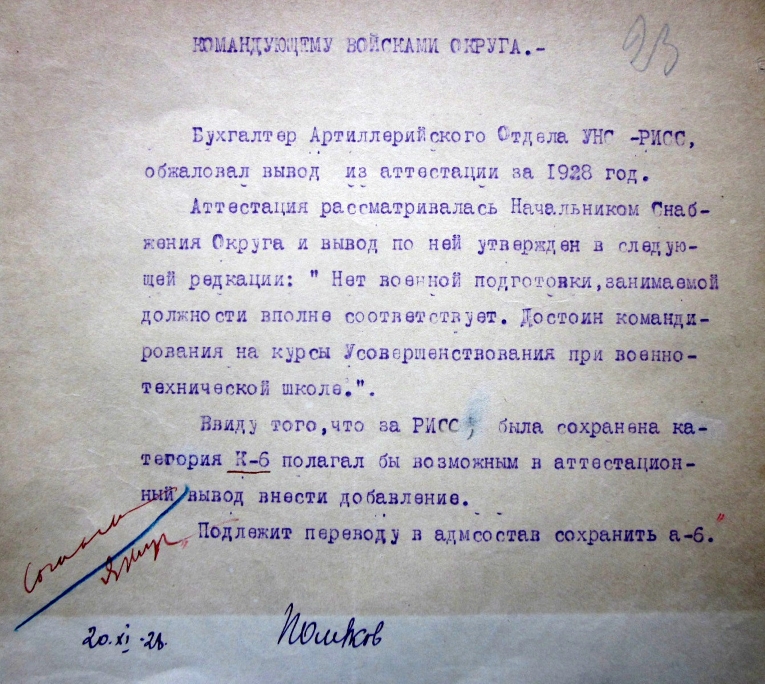 23
КОМАНДУЮЩЕМУ ВОЙСКАМИ ОКРУГА.-
Бухгалтер Артиллерийского Отдела УНС -РИСС,
обжаловал вывод из аттестации за 1928 год.
Аттестация рассматривалась Начальником Снаб-
жения Округа и вывод по ней утвержден в следую-
щей редкации: " Нет военной подготовки,занимаемой
должности вполне соответствует. Достоин команди-
рования на курсы Усовершенствования при военно-
технической школе.".
Ввиду того,что за РИСС, была сохранена ка-
тегория К-6 полагал бы возможным в аттестацион-
ный вывод внести добавление.
"Подлежит переводу в адмсостав сохранить а-6."
Согласен
20.XI-28.